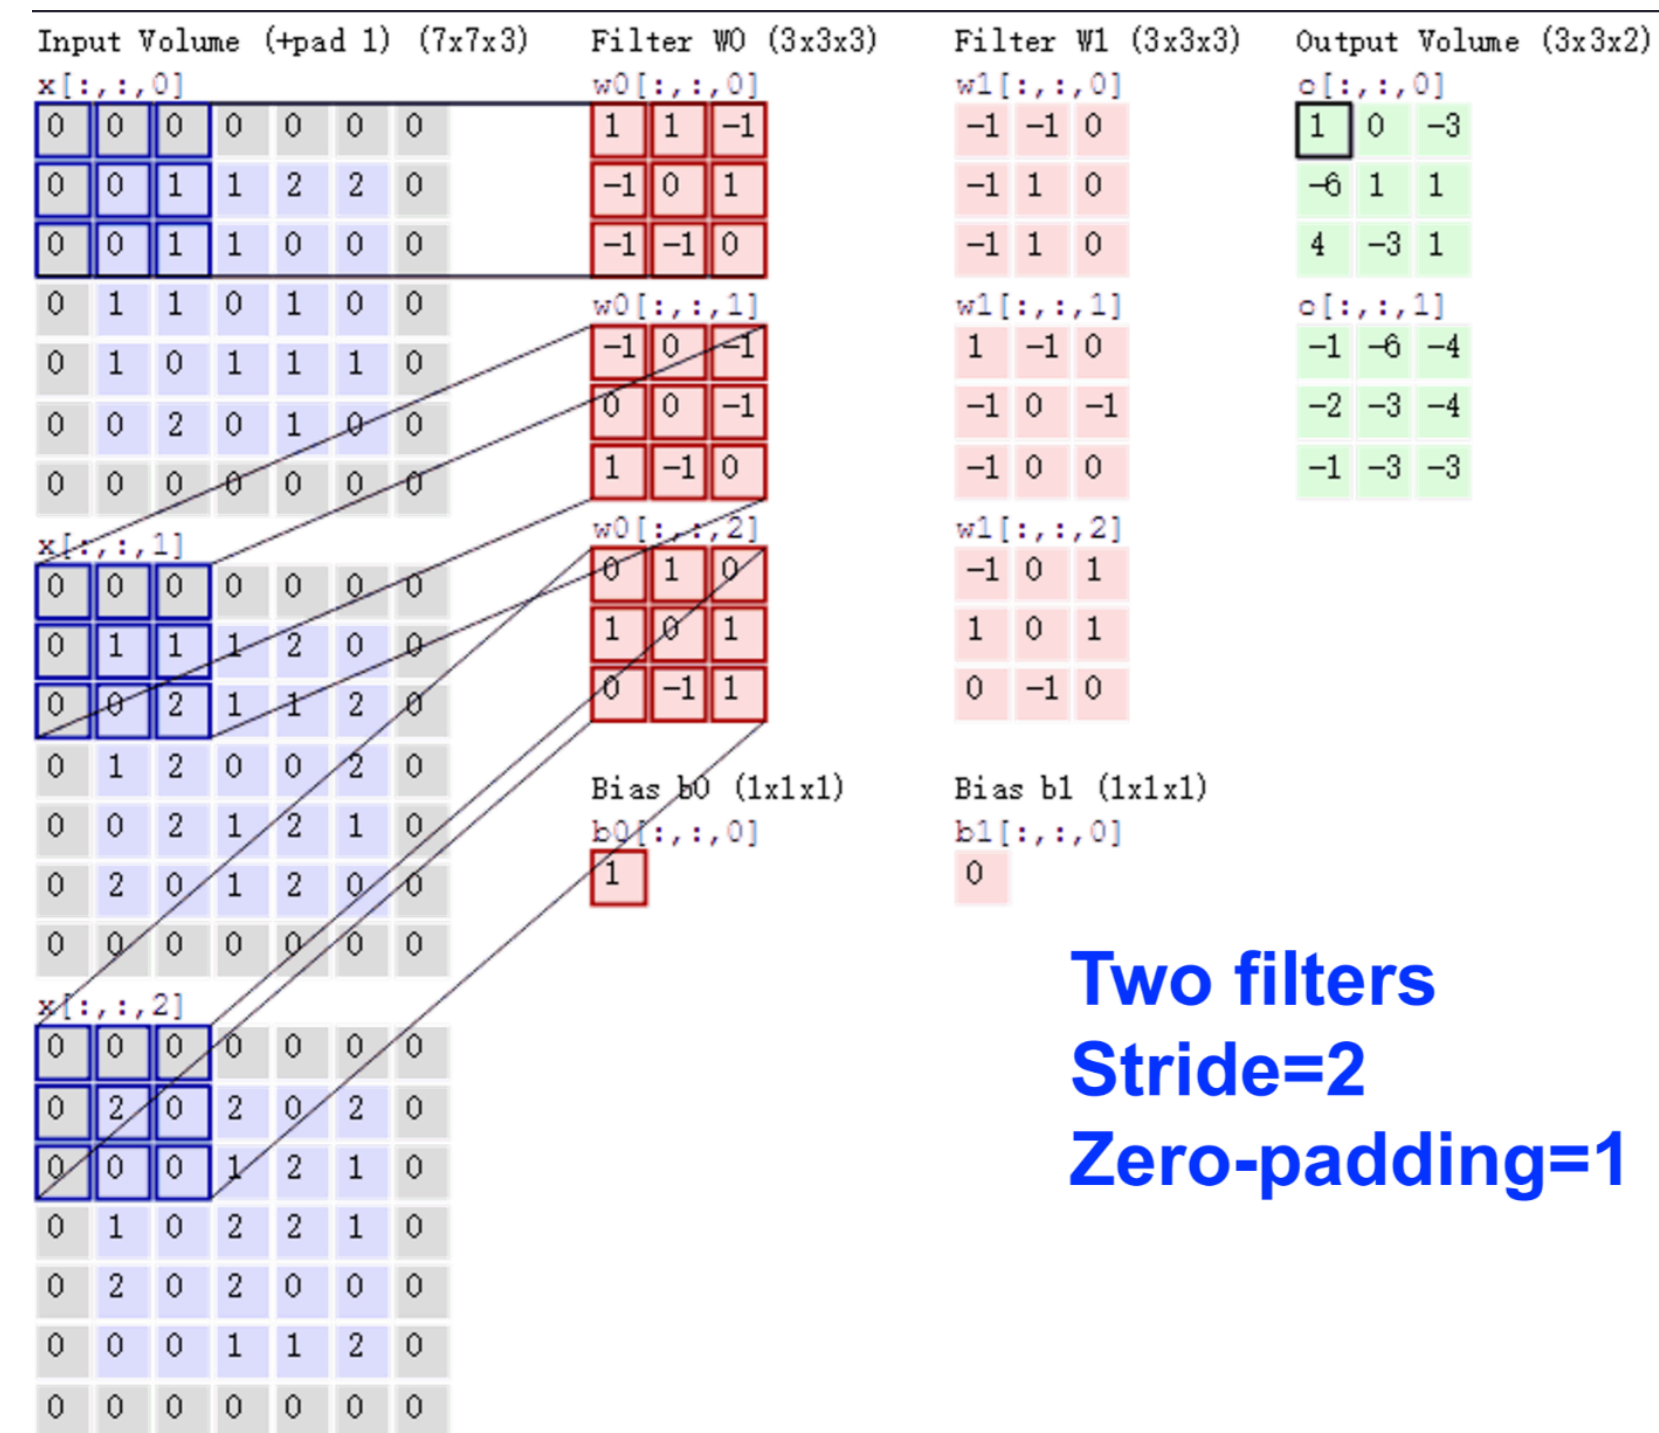 Input Volume (+pad 1) (7x7x3)
x[:,:,0]
0 0 0 0 0 0 0
0 0 1 1 2 2 0
0 0 1 1 0 0 0
0 1 1 0 1 0 0
0 1 0 1 1 1 0
0 0 2 0 1 0 0
0 0 0 0 0 0 0
x[:,:,1]
0 0 0 0 0 0 0
0 1 1 1 2 0 0
0 0 2 1 1 2 0
0 1 2 0 0 2 0
0 0 2 1 2 1 0
0 2 0 1 2 0 0
0 0 0 0 0 0 0
x[:,:,2]
0 0 0 0 0 0 0
0 2 0 2 0 2 0
0 0 0 1 2 1 0
0 1 0 2 2 1 0
0 2 0 2 0 0 0
0 0 0 1 1 2 0
0 0 0 0 0 0 0
Filter W0 (3x3x3)
w0[:,:,0]
1 1 -1
-1 0 1
-1 -1 0
w0[:,:,1]
-1 0 -1
0 0 -1
1 -1 0
w0[:,:,2]
0 1 0
1 0 1
0 -1 1
Bias b0 (1x1x1)
b0[:,:,0]
1
Filter W1 (3x3x3)
w1[:,:,0]
-1 -1 0
-1 1 0
-1 1 0
w1[:,:,1]
1 -1 0
-1 0 -1
-1 0 0
w1[:,:,2]
-1 0 1
1 0 1
0 -1 0
Bias b1 (1x1x1)
b1[:,:,0]
0
Output Volume (3x3x2)
o[:,:,0]
1 0 -3
-6 1 1
4 -3 1
o[:,:,1]
-1 -6 -4
-2 -3 -4
-1 -3 -3
Two filters
Stride=2
Zero-padding=1